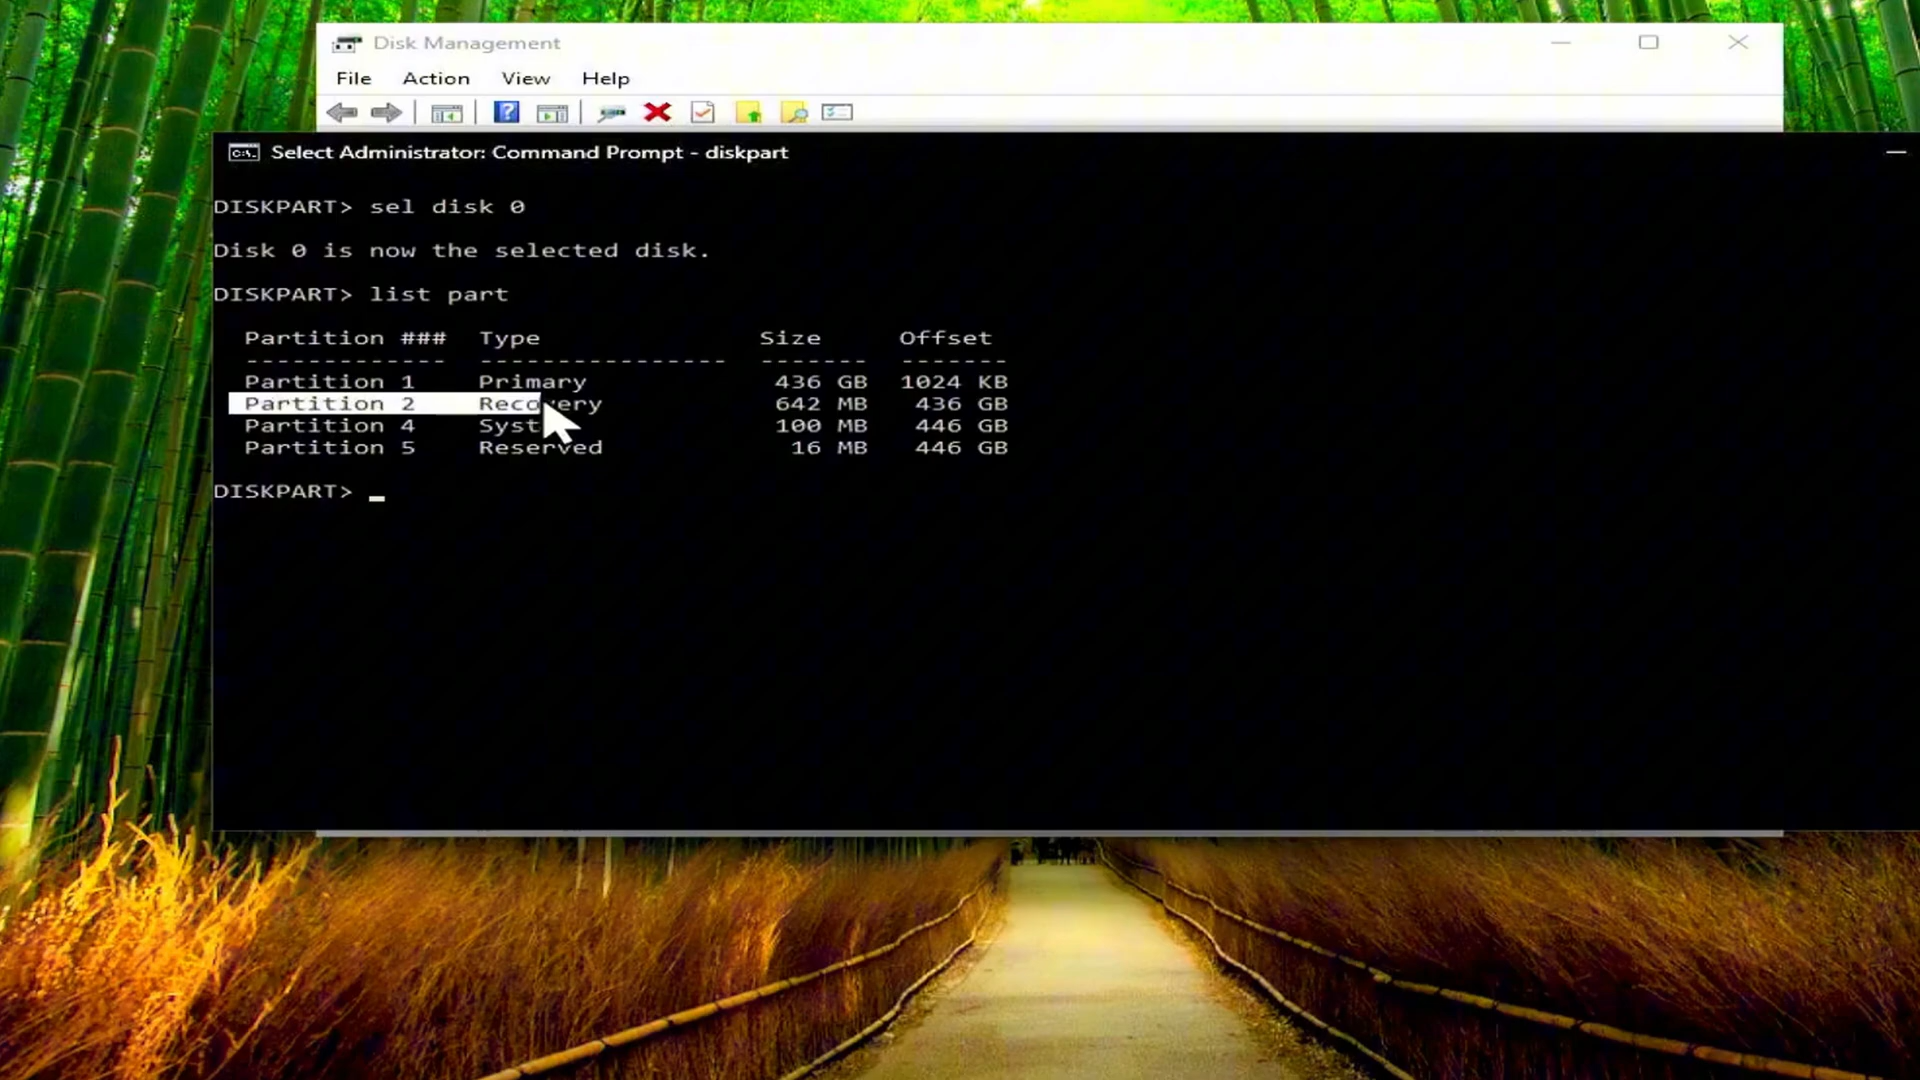 Disk Management
File Action View Help
Select Administrator: Command Prompt - diskpart
DISKPART> sel disk 0
Disk 0 is now the selected disk.
DISKPART> list part
Partition ### Type Size Offset
------------- ---------------- ------- -------
Partition 1 Primary 436 GB 1024 KB
Partition 2 Recovery 642 MB 436 GB
Partition 4 Syst 100 MB 446 GB
Partition 5 Reserved 16 MB 446 GB
DISKPART> _